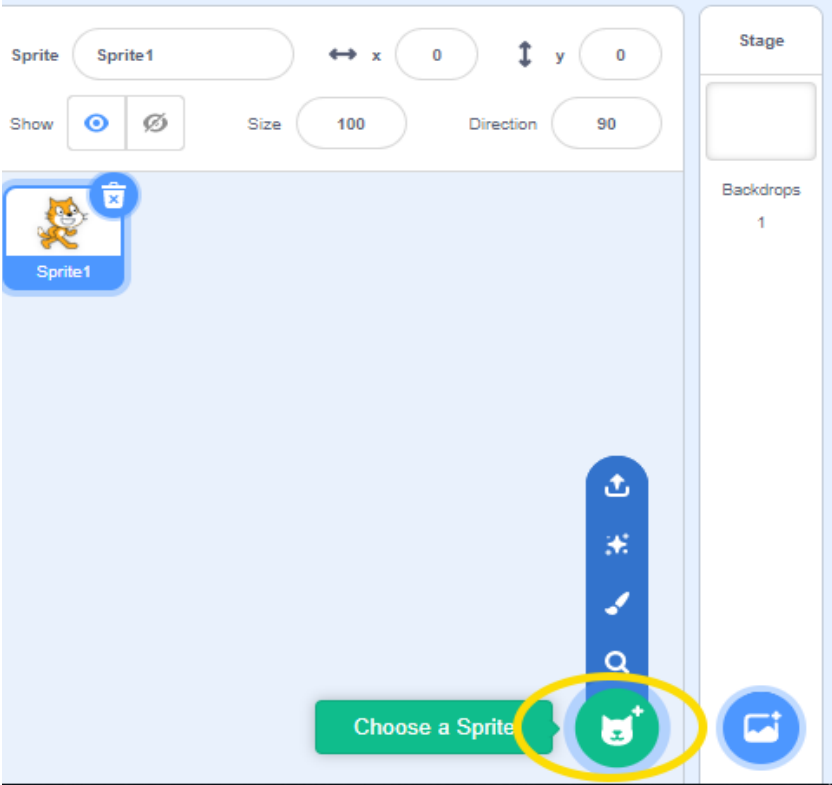 Sprite Sprite1 x 0 y 0
Show Size 100 Direction 90
Sprite1
Choose a Sprite
Stage
Backdrops
1